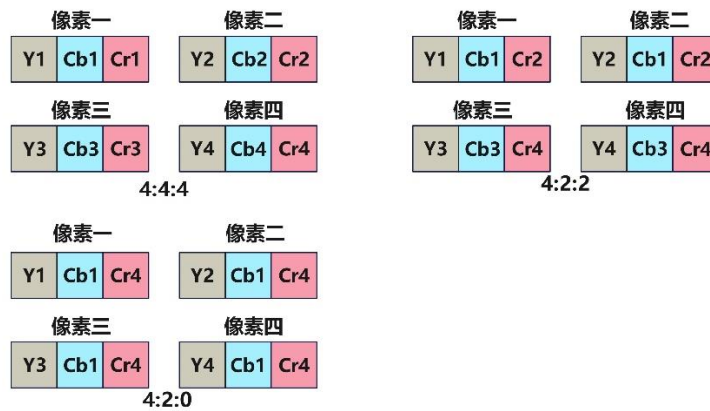 像素一 像素二
Y1 Cb1 Cr1 Y2 Cb2 Cr2
像素三 像素四
Y3 Cb3 Cr3 Y4 Cb4 Cr4
4:4:4
像素一 像素二
Y1 Cb1 Cr2 Y2 Cb1 Cr2
像素三 像素四
Y3 Cb3 Cr4 Y4 Cb3 Cr4
4:2:2
像素一 像素二
Y1 Cb1 Cr4 Y2 Cb1 Cr4
像素三 像素四
Y3 Cb1 Cr4 Y4 Cb1 Cr4
4:2:0